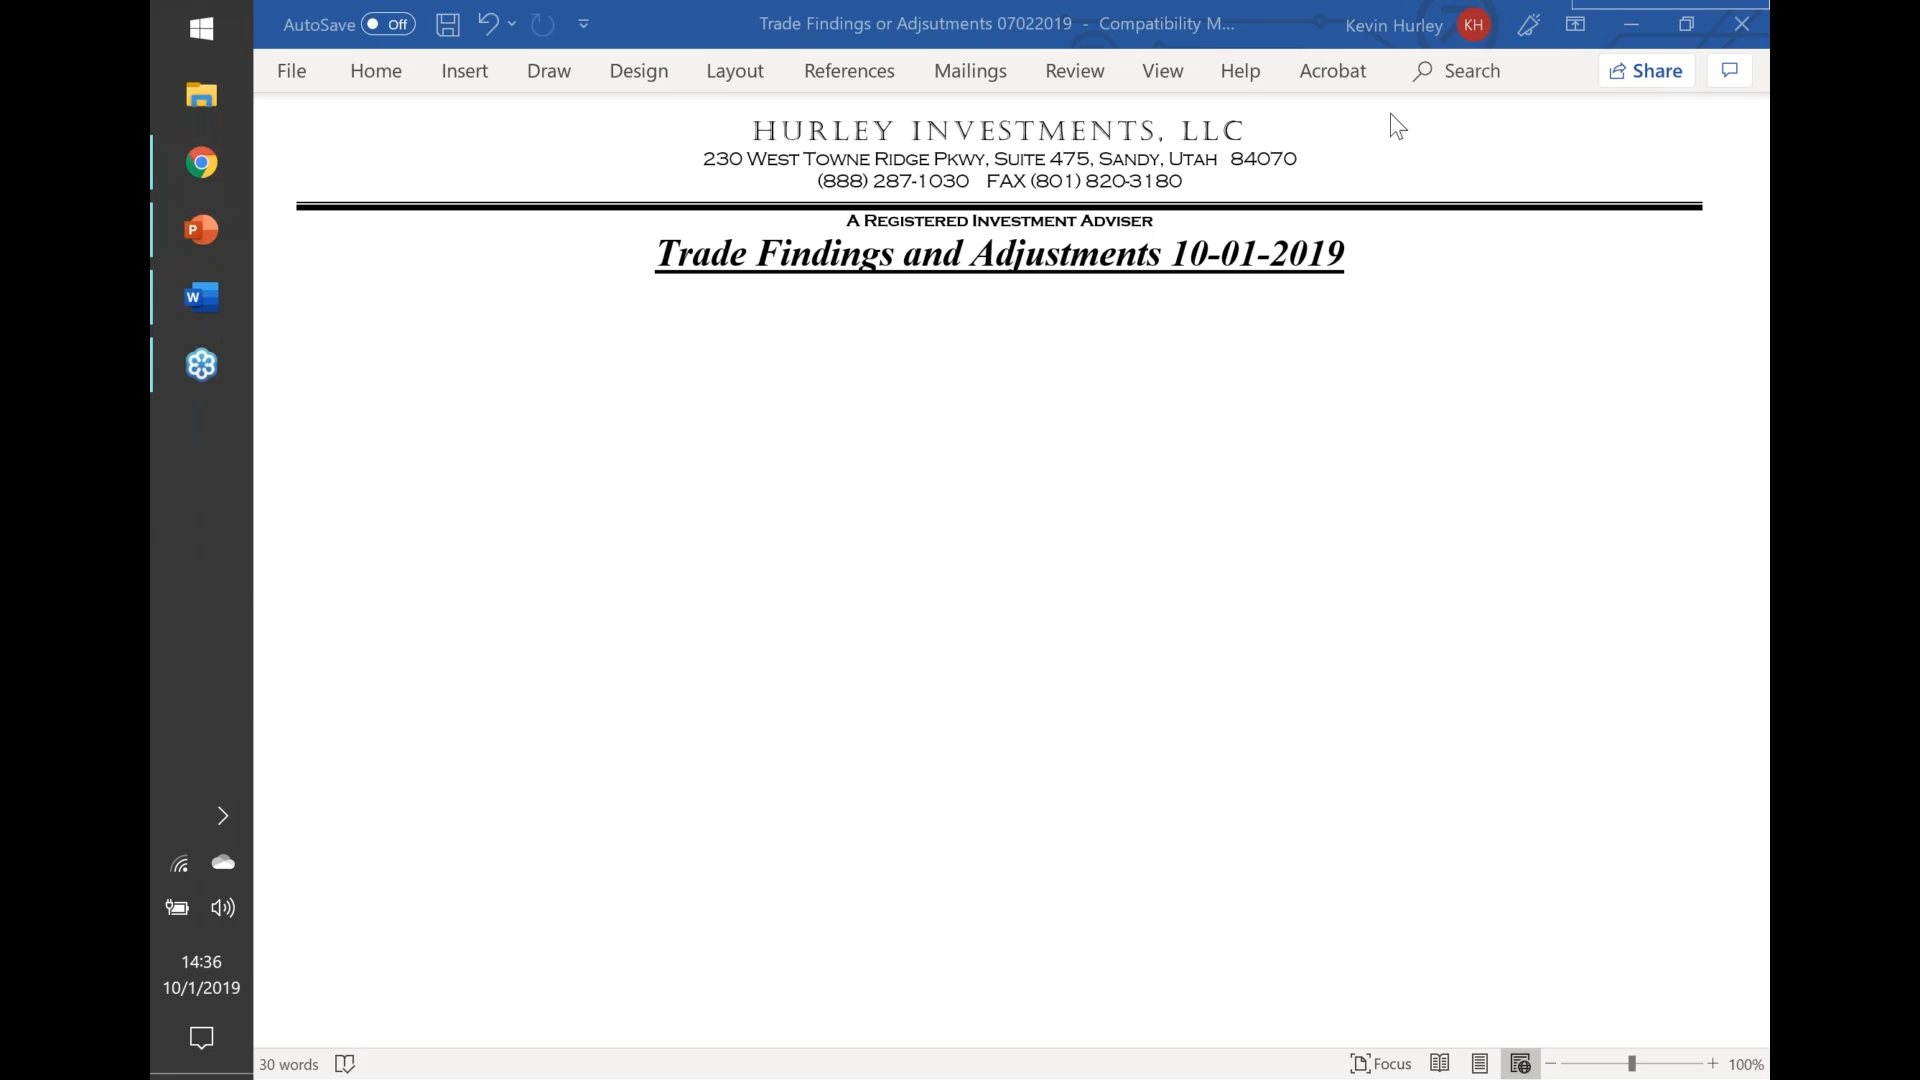 AutoSave Off
Trade Findings or Adjsutments 07022019 - Compatibility M...
Kevin Hurley KH
File Home Insert Draw Design Layout References Mailings Review View Help Acrobat Search Share
HURLEY INVESTMENTS, LLC
230 West Towne Ridge Pkwy, Suite 475, Sandy, Utah 84070
(888) 287-1030 FAX (801) 820-3180
A Registered Investment Adviser
Trade Findings and Adjustments 10-01-2019
P
W
14:36
10/1/2019
30 words
Focus
100%